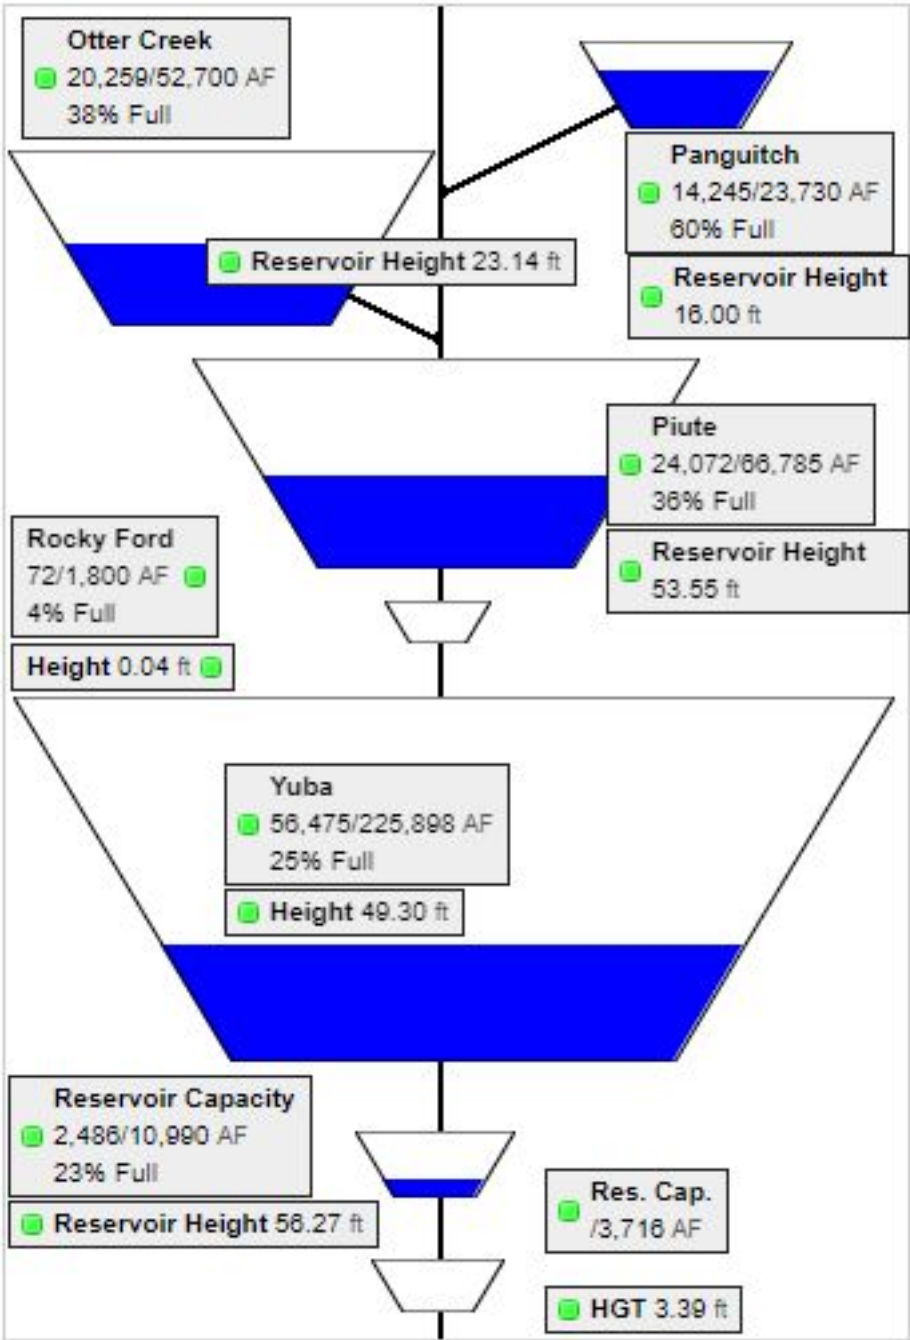 Otter Creek
20,259/52,700 AF
38% Full
Panguitch
14,245/23,730 AF
60% Full
Reservoir Height 23.14 ft
Reservoir Height
16.00 ft
Piute
24,072/66,785 AF
36% Full
Reservoir Height
53.55 ft
Rocky Ford
72/1,800 AF
4% Full
Height 0.04 ft
Yuba
56,475/225,898 AF
25% Full
Height 49.30 ft
Reservoir Capacity
2,486/10,990 AF
23% Full
Reservoir Height 56.27 ft
Res. Cap.
/3,716 AF
HGT 3.39 ft